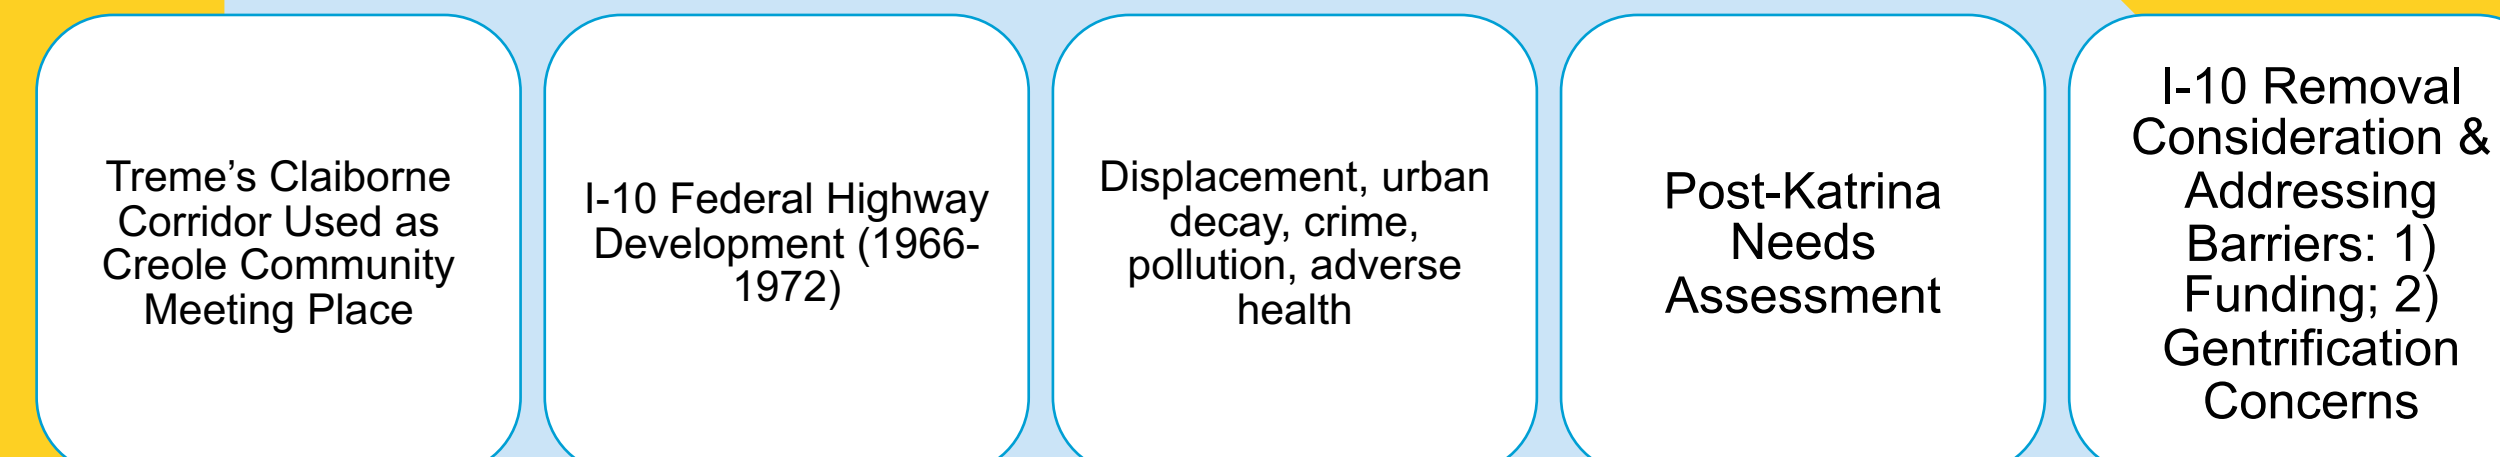 Treme’s Claiborne
Corridor Used as
Creole Community
Meeting Place
I-10 Federal Highway
Development (1966-
1972)
Displacement, urban
decay, crime,
pollution, adverse
health
Post-Katrina
Needs
Assessment
I-10 Removal
Consideration &
Addressing
Barriers: 1)
Funding; 2)
Gentrification
Concerns